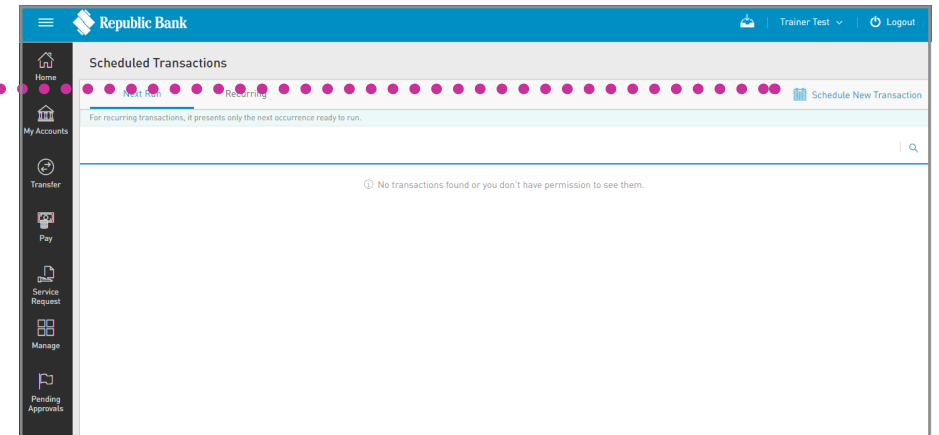 Republic Bank
Trainer Test
Logout
Home
My Accounts
Transfer
Pay
Service
Request
Manage
Pending
Approvals
Scheduled Transactions
Next Run
Recurring
Schedule New Transaction
For recurring transactions, it presents only the next occurrence ready to run.
No transactions found or you don't have permission to see them.